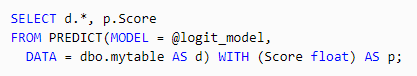 SELECT d.*, p.Score
FROM PREDICT(MODEL = @logit_model,
DATA = dbo.mytable AS d) WITH (Score float) AS p;